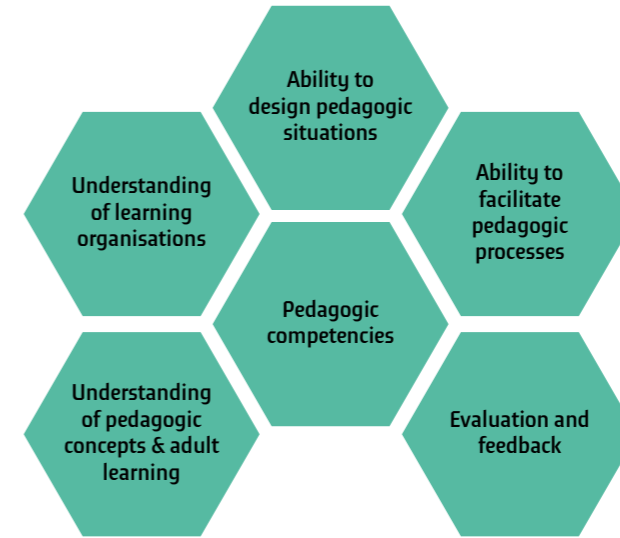 Ability to
design pedagogic
situations
Understanding
of learning
organisations
Ability to
facilitate
pedagogic
processes
Pedagogic
competencies
Understanding
of pedagogic
concepts & adult
learning
Evaluation and
feedback